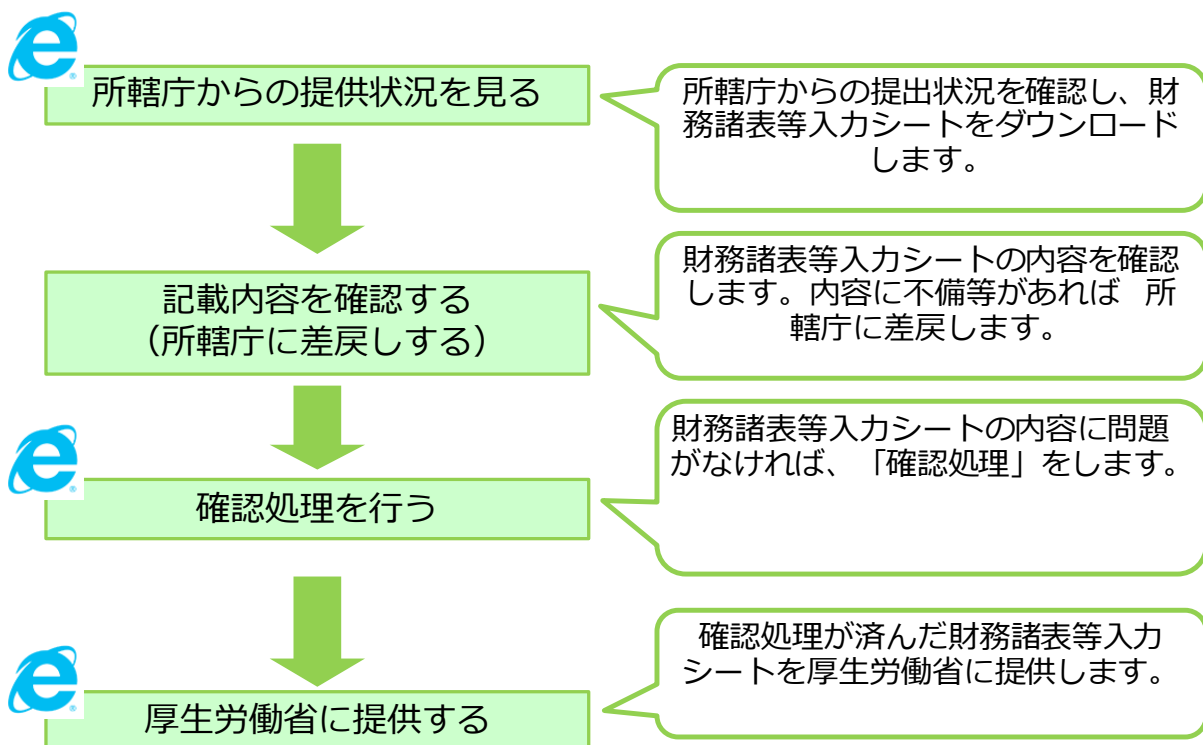 所轄庁からの提供状況を見る
所轄庁からの提出状況を確認し、財
務諸表等入力シートをダウンロード
します。
記載内容を確認する
（所轄庁に差戻しする）
財務諸表等入力シートの内容を確認
します。内容に不備等があれば 所
轄庁に差戻します。
確認処理を行う
財務諸表等入力シートの内容に問題
がなければ、「確認処理」をします。
厚生労働省に提供する
確認処理が済んだ財務諸表等入力
シートを厚生労働省に提供します。